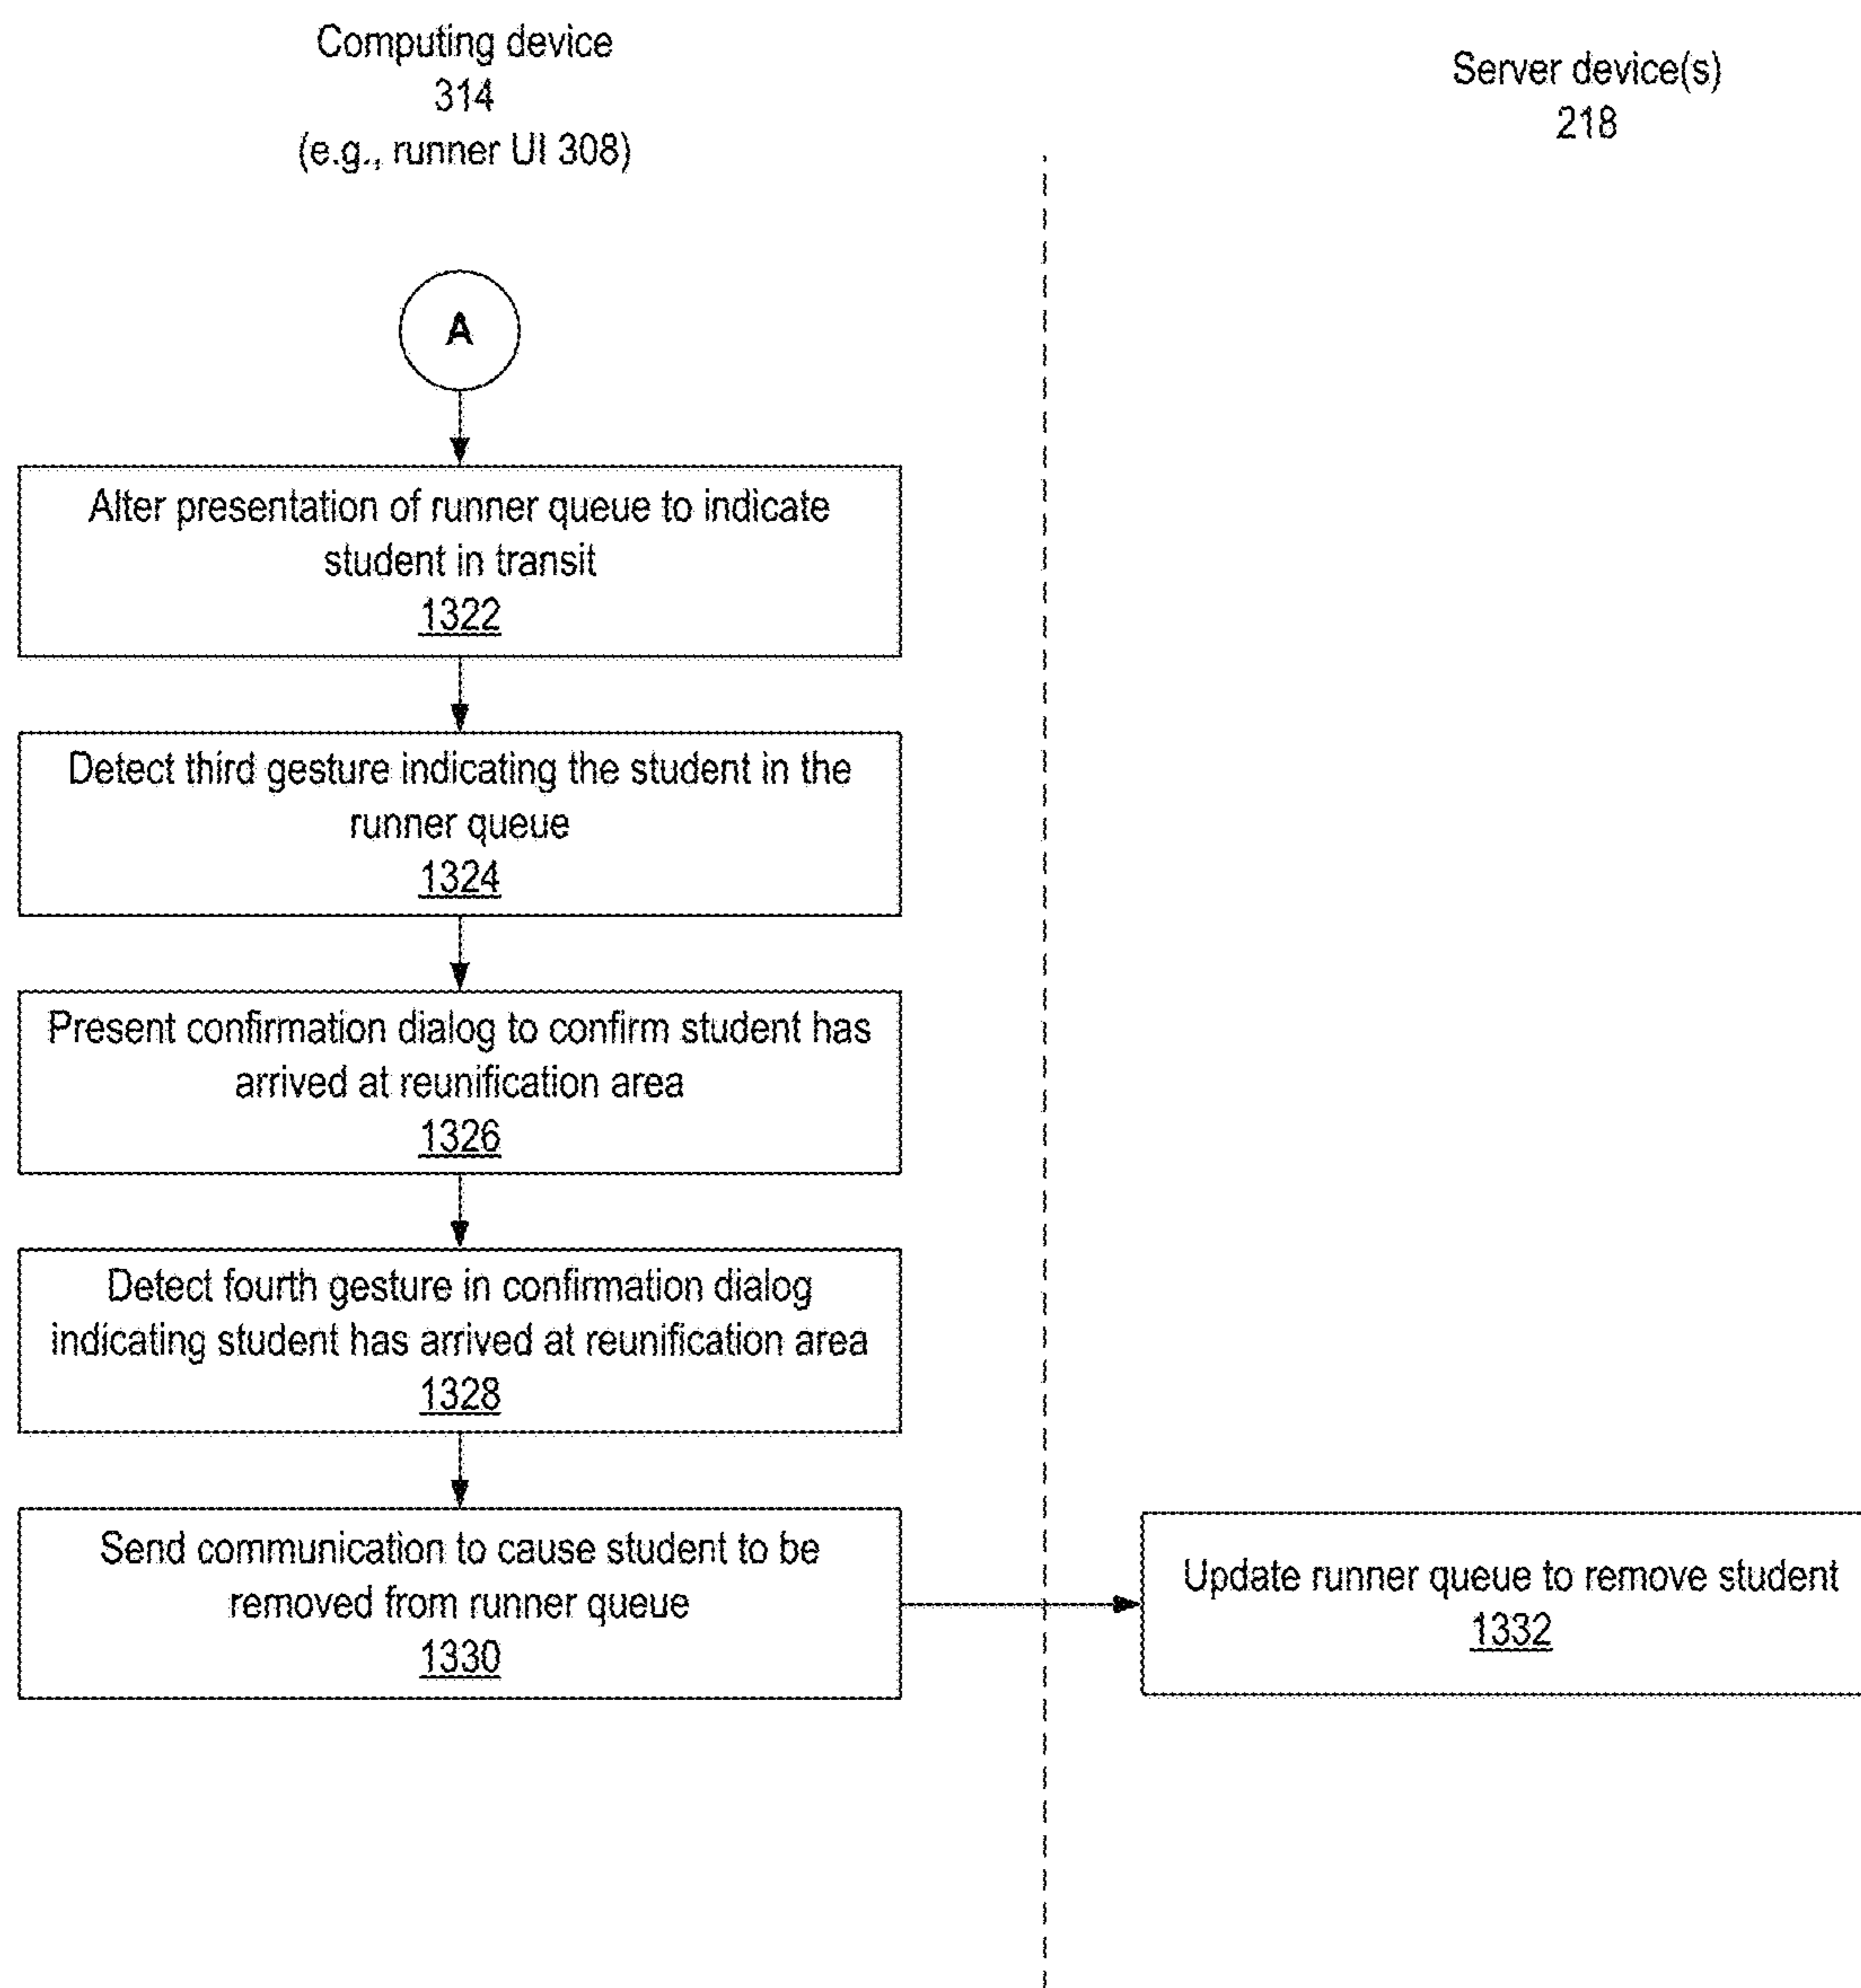 Computing device
314
(e.g., runner UI 308)
Server device(s)
218
A
Alter presentation of runner queue to indicate
student in transit
1322
Detect third gesture indicating the student in the
runner queue
1324
Present confirmation dialog to confirm student has
arrived at reunification area
1326
Detect fourth gesture in confirmation dialog
indicating student has arrived at reunification area
1328
Send communication to cause student to be
removed from runner queue
1330
Update runner queue to remove student
1332